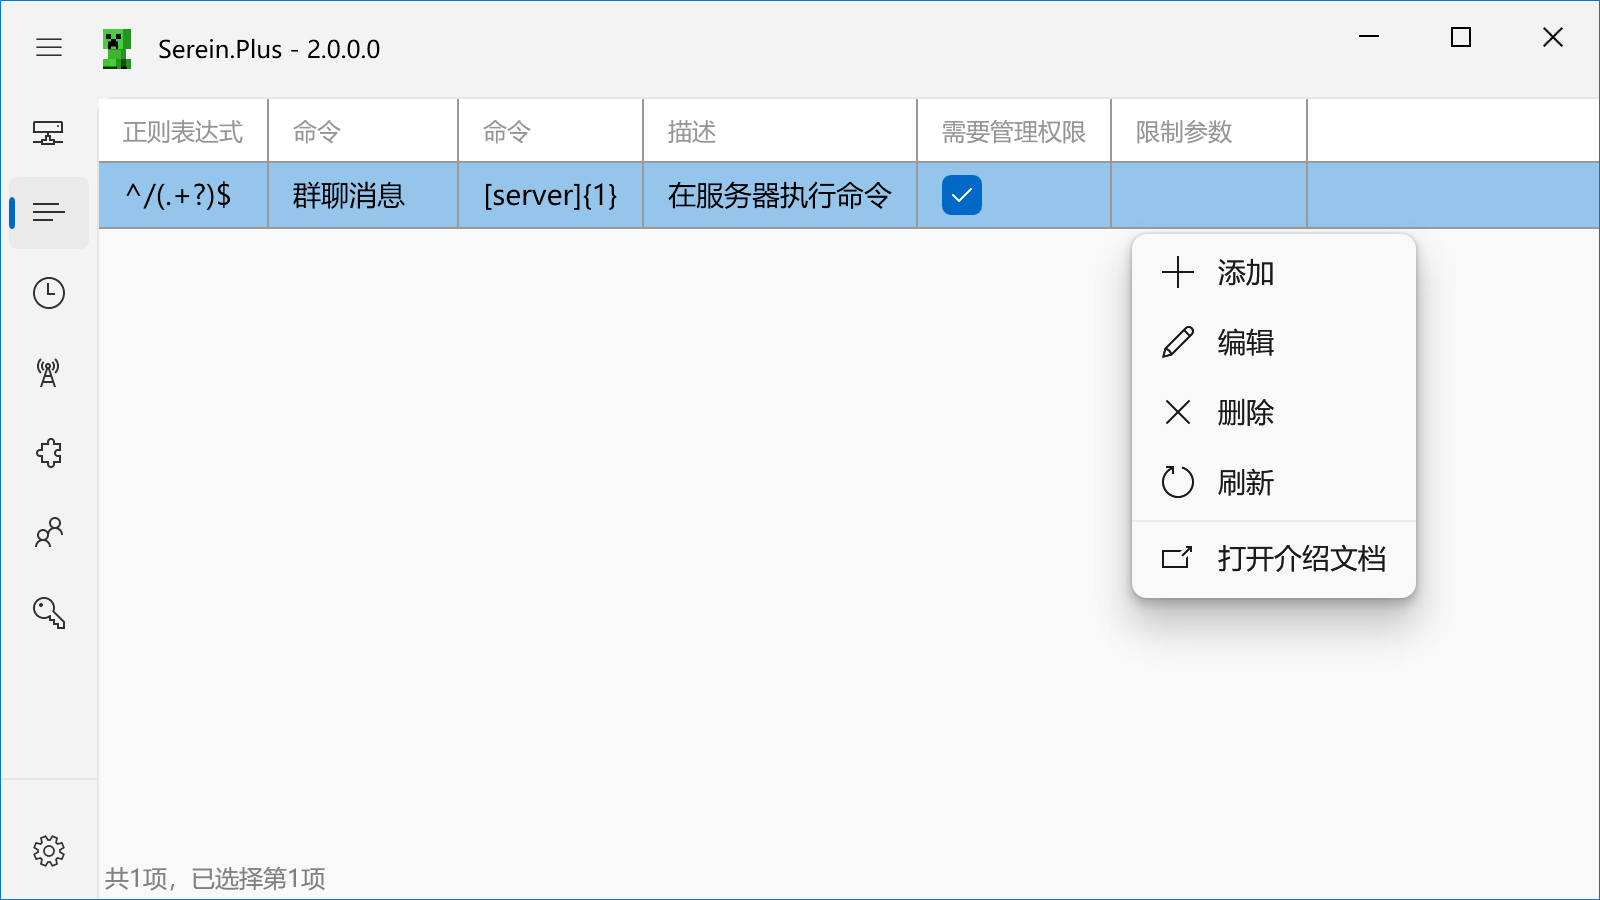 Serein.Plus - 2.0.0.0
正则表达式 命令 命令 描述 需要管理权限 限制参数
^/(.+?)$ 群聊消息 [server]{1} 在服务器执行命令
添加
编辑
删除
刷新
打开介绍文档
共1项，已选择第1项